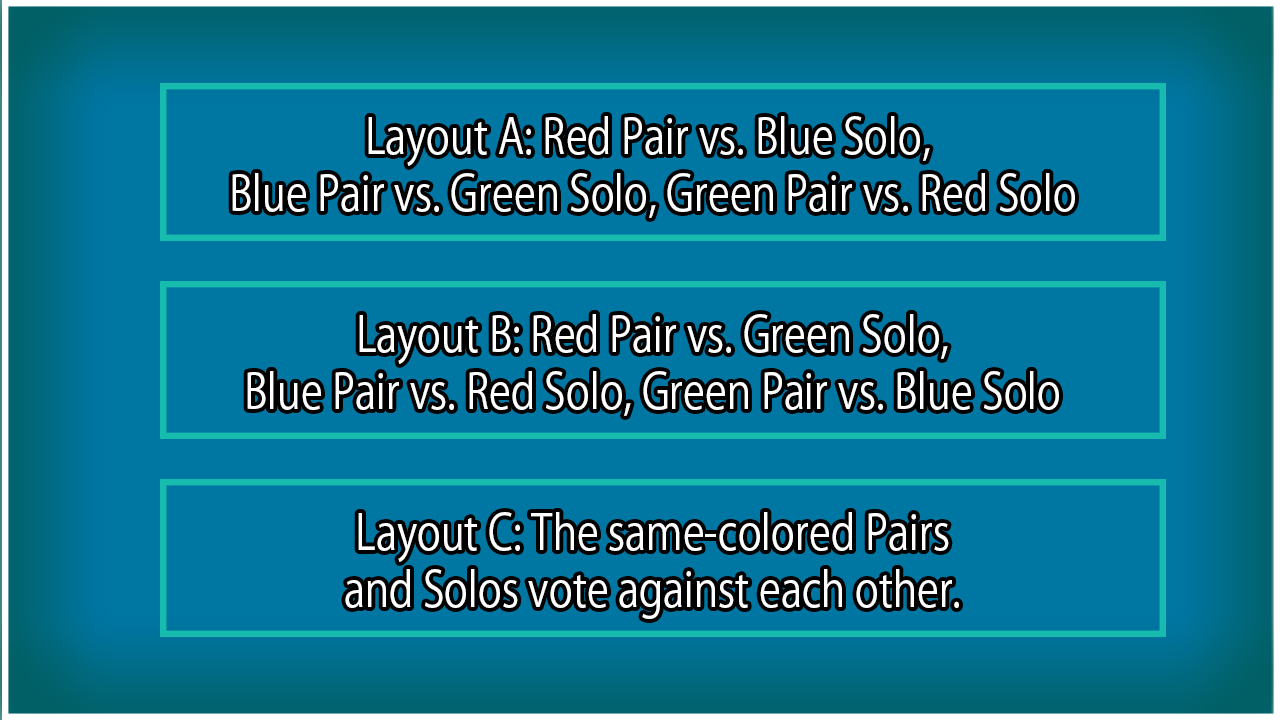 Layout A: Red Pair vs. Blue Solo,
Blue Pair vs. Green Solo, Green Pair vs. Red Solo
Layout B: Red Pair vs. Green Solo,
Blue Pair vs. Red Solo, Green Pair vs. Blue Solo
Layout C: The same-colored Pairs
and Solos vote against each other.